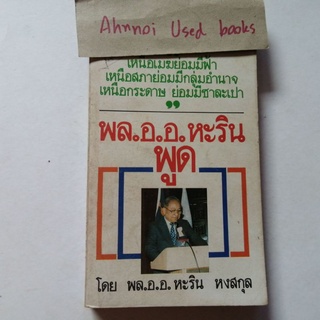 Ahnnoi Used books
เหนือเมฆย่อมมีฟ้า
เหนือสภาย่อมมีกลุ่มอำนาจ
เหนือกระดาษ ย่อมมีซาละเปา
”
พล.อ.อ.หะริน
พูด
โดย พล.อ.อ.หะริน หงสกุล